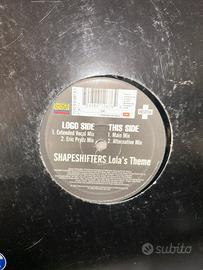 LOGO SIDE
1. Extended Vocal Mix
2. Eric Prydz Mix
THIS SIDE
1. Main Mix
2. Alternative Mix
SHAPESHIFTERS Lola's Theme
subito